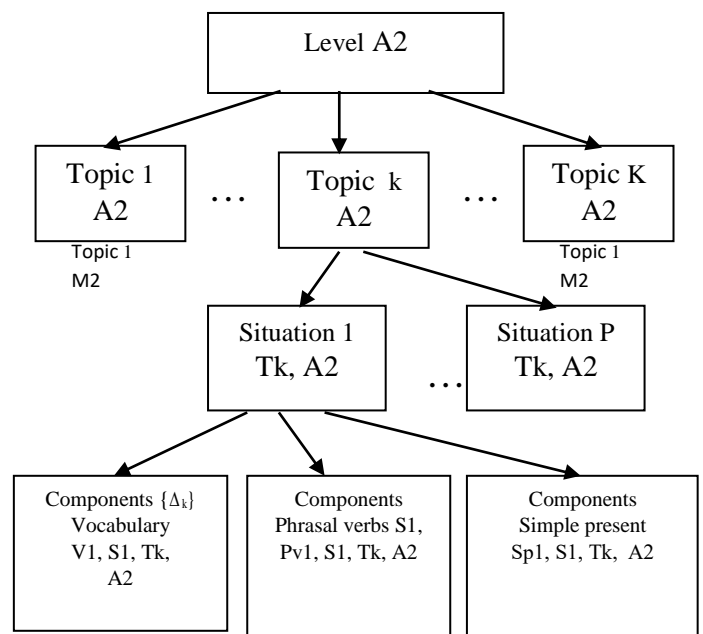 Level A2
Topic 1
A2
...
Topic k
A2
...
Topic K
A2
Topic 1
M2
Topic 1
M2
Situation 1
Tk, A2
...
Situation P
Tk, A2
Components {Δk}
Vocabulary
V1, S1, Tk,
A2
Components
Phrasal verbs S1,
Pv1, S1, Tk, A2
Components
Simple present
Sp1, S1, Tk, A2